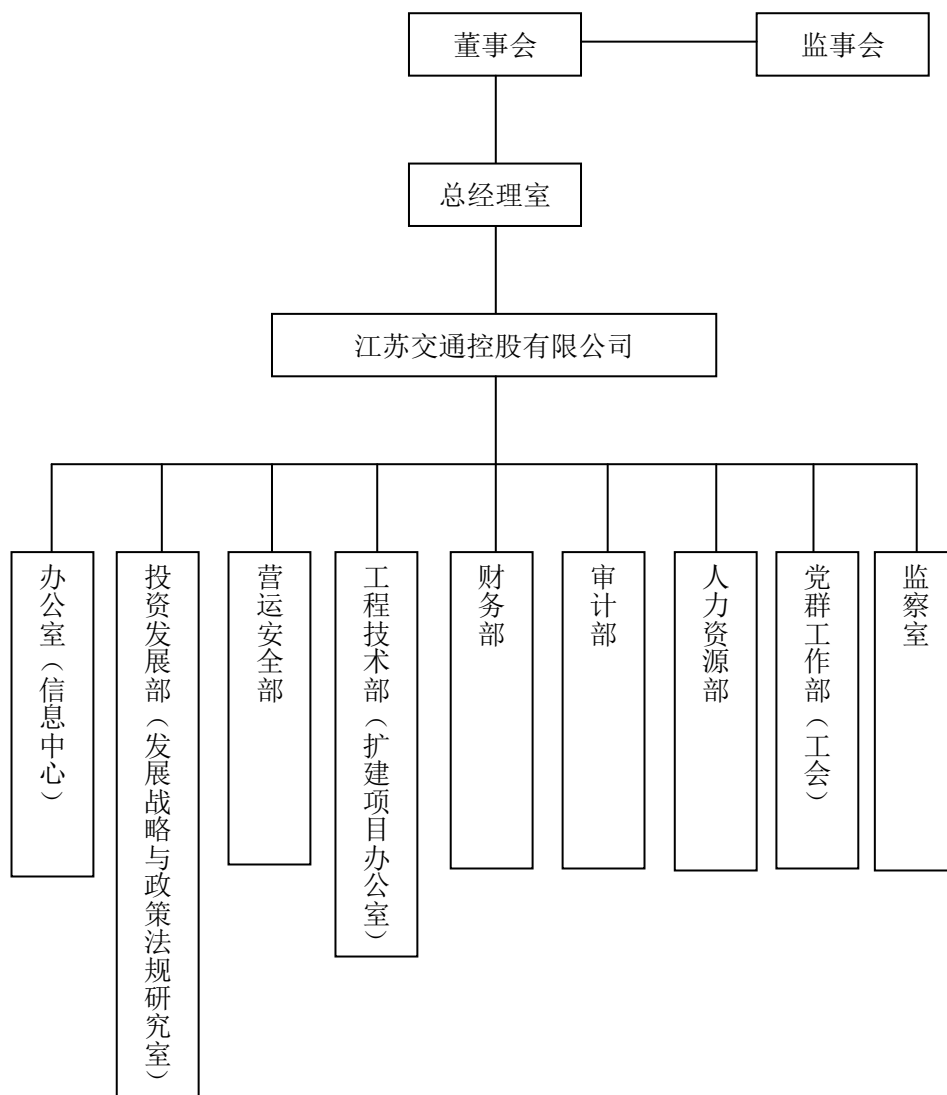 董事会
监事会
总经理室
江苏交通控股有限公司
办公室（信息中心）
投资发展部（发展战略与政策法规研究室）
营运安全部
工程技术部（扩建项目办公室）
财务部
审计部
人力资源部
党群工作部（工会）
监察室